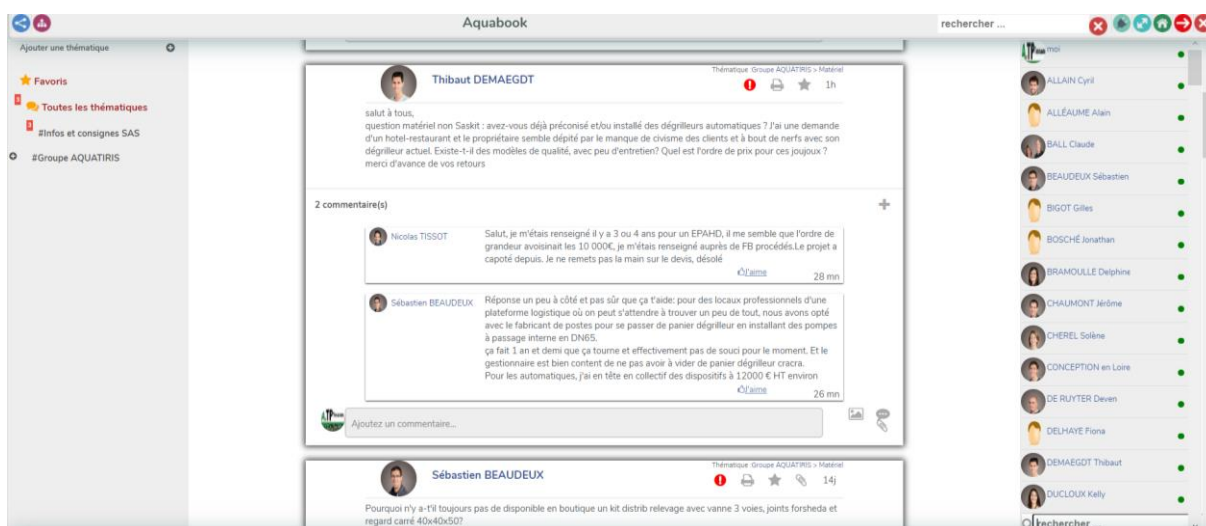 Aquabook
rechercher ...
Ajouter une thématique
Favoris
3
Toutes les thématiques
3
#Infos et consignes SAS
#Groupe AQUATIRIS
Thibaut DEMAEGDT
Thématique :Groupe AQUATIRIS > Matériel
1h
salut à tous,
question matériel non Saskit : avez-vous déjà préconisé et/ou installé des dégrilleurs automatiques ? J'ai une demande
d'un hotel-restaurant et le propriétaire semble dépité par le manque de civisme des clients et à bout de nerfs avec son
dégrilleur actuel. Existe-t-il des modèles de qualité, avec peu d'entretien? Quel est l'ordre de prix pour ces joujoux ?
merci d'avance de vos retours
2 commentaire(s)
Nicolas TISSOT
Salut, je m'étais renseigné il y a 3 ou 4 ans pour un EPAHD, il me semble que l'ordre de
grandeur avoisinait les 10 000€, je m'étais renseigné auprès de FB procédés.Le projet a
capoté depuis. Je ne remets pas la main sur le devis, désolé
J'aime
28 mn
Sébastien BEAUDEUX
Réponse un peu à côté et pas sûr que ça t'aide: pour des locaux professionnels d'une
plateforme logistique où on peut s'attendre à trouver un peu de tout, nous avons opté
avec le fabricant de postes pour se passer de panier dégrilleur en installant des pompes
à passage interne en DN65.
ça fait 1 an et demi que ça tourne et effectivement pas de souci pour le moment. Et le
gestionnaire est bien content de ne pas avoir à vider de panier dégrilleur cracra.
Pour les automatiques, j'ai en tête en collectif des dispositifs à 12000 € HT environ
J'aime
26 mn
Ajoutez un commentaire...
Sébastien BEAUDEUX
Thématique :Groupe AQUATIRIS > Matériel
14j
Pourquoi n'y a-t'il toujours pas de disponible en boutique un kit distrib relevage avec vanne 3 voies, joints forsheda et
regard carré 40x40x50?
moi
ALLAIN Cyril
ALLÉAUME Alain
BALL Claude
BEAUDEUX Sébastien
BIGOT Gilles
BOSCHÉ Jonathan
BRAMOULLE Delphine
CHAUMONT Jérôme
CHEREL Solène
CONCEPTION en Loire
DE RUYTER Deven
DELHAYE Fiona
DEMAEGDT Thibaut
DUCLOUX Kelly
rechercher